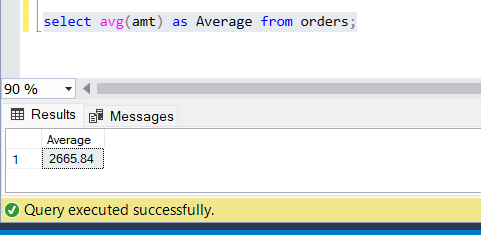 select avg(amt) as Average from orders;
90 %
Results Messages
Average
1 2665.84
Query executed successfully.